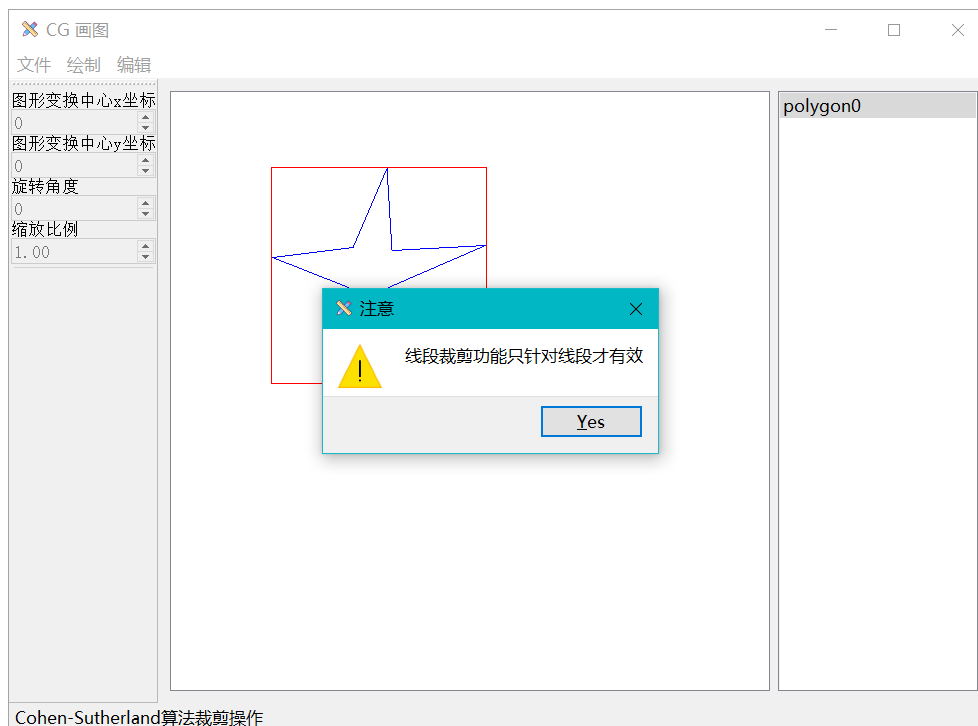 CG 画图
文件 绘制 编辑
图形变换中心x坐标
0
图形变换中心y坐标
0
旋转角度
0
缩放比例
1.00
polygon0
注意
线段裁剪功能只针对线段才有效
Yes
Cohen-Sutherland算法裁剪操作